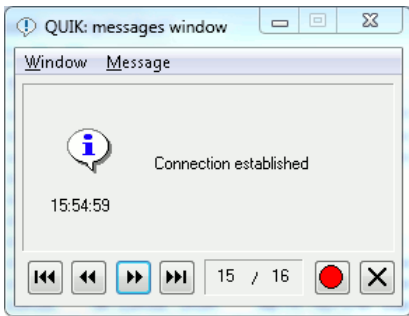 QUIK: messages window
Window Message
Connection established
15:54:59
15 / 16